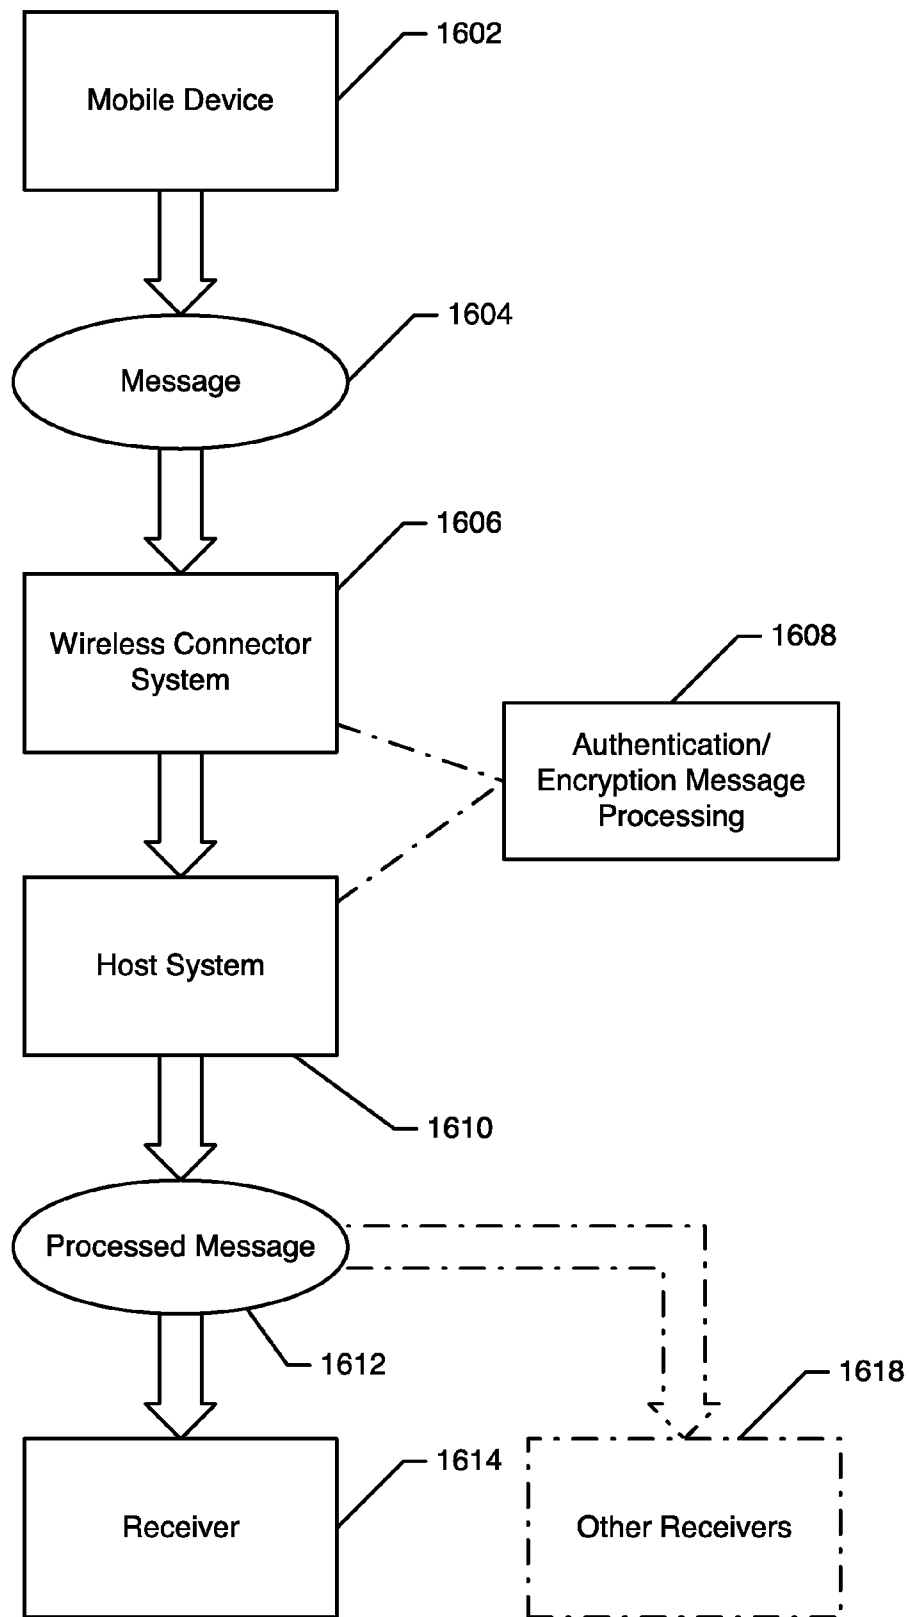 1602
Mobile Device
1604
Message
1606
Wireless Connector
System
1608
Authentication/
Encryption Message
Processing
Host System
1610
Processed Message
1612
1618
1614
Receiver
Other Receivers